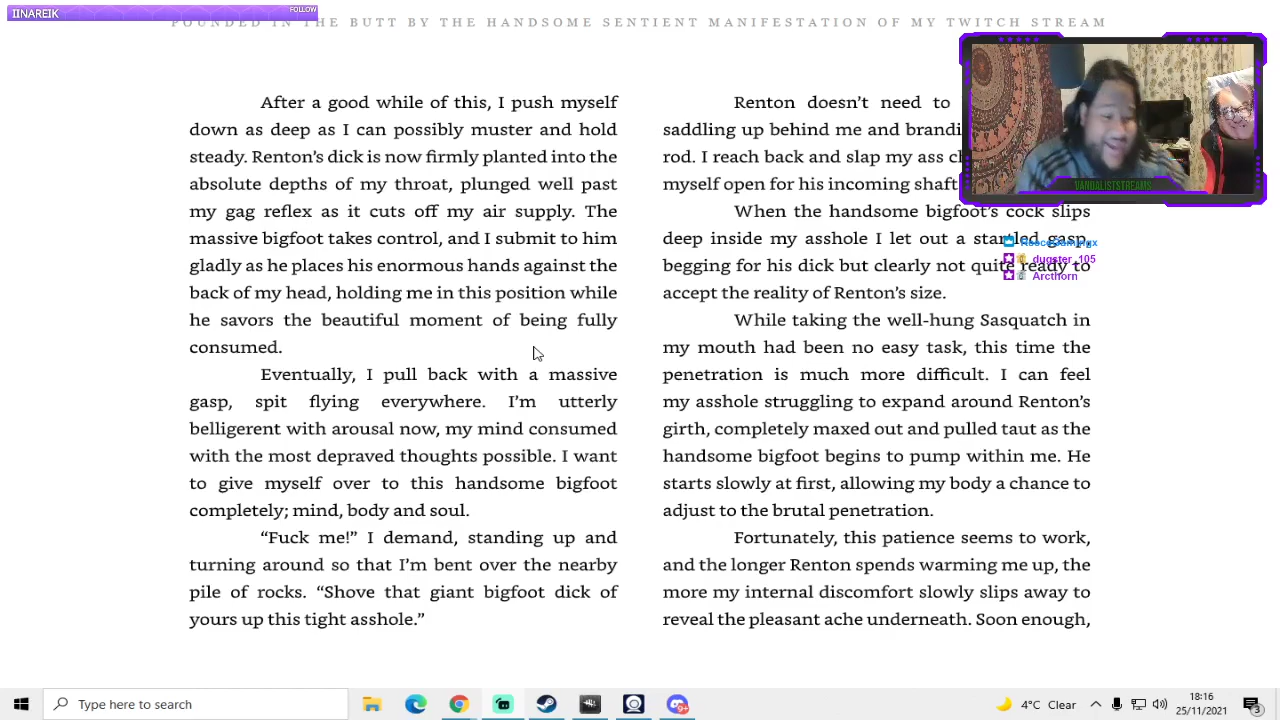 IINAREIK
FOLLOW
POUNDED IN THE BUTT BY THE HANDSOME SENTIENT MANIFESTATION OF MY TWITCH STREAM
After a good while of this, I push myself
down as deep as I can possibly muster and hold
steady. Renton’s dick is now firmly planted into the
absolute depths of my throat, plunged well past
my gag reflex as it cuts off my air supply. The
massive bigfoot takes control, and I submit to him
gladly as he places his enormous hands against the
back of my head, holding me in this position while
he savors the beautiful moment of being fully
consumed.
Eventually, I pull back with a massive
gasp, spit flying everywhere. I’m utterly
belligerent with arousal now, my mind consumed
with the most depraved thoughts possible. I want
to give myself over to this handsome bigfoot
completely; mind, body and soul.
“Fuck me!” I demand, standing up and
turning around so that I’m bent over the nearby
pile of rocks. “Shove that giant bigfoot dick of
yours up this tight asshole.”
Renton doesn’t need to
saddling up behind me and
rod. I reach back and slap my ass
myself open for his incoming shaft
When the handsome bigfoot’s cock slips
deep inside my asshole I let out a startled gasp,
begging for his dick but clearly not quite ready to
accept the reality of Renton’s size.
While taking the well-hung Sasquatch in
my mouth had been no easy task, this time the
penetration is much more difficult. I can feel
my asshole struggling to expand around Renton’s
girth, completely maxed out and pulled taut as the
handsome bigfoot begins to pump within me. He
starts slowly at first, allowing my body a chance to
adjust to the brutal penetration.
Fortunately, this patience seems to work,
and the longer Renton spends warming me up, the
more my internal discomfort slowly slips away to
reveal the pleasant ache underneath. Soon enough,
VANDALISTSTREAMS
dugster_105
Arcthorn
Type here to search
9+
4°C Clear
18:16
25/11/2021
3